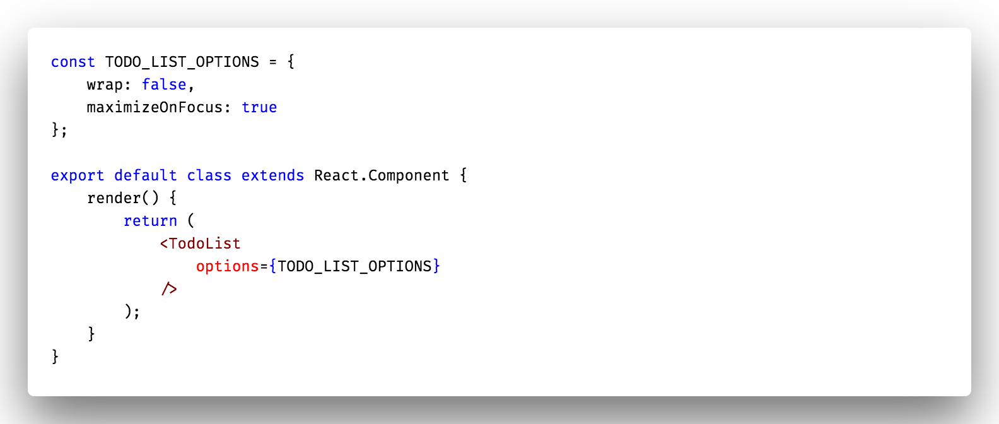 const TODO_LIST_OPTIONS = {
    wrap: false,
    maximizeOnFocus: true
};

export default class extends React.Component {
    render() {
        return (
            <TodoList
                options={TODO_LIST_OPTIONS}
            />
        );
    }
}